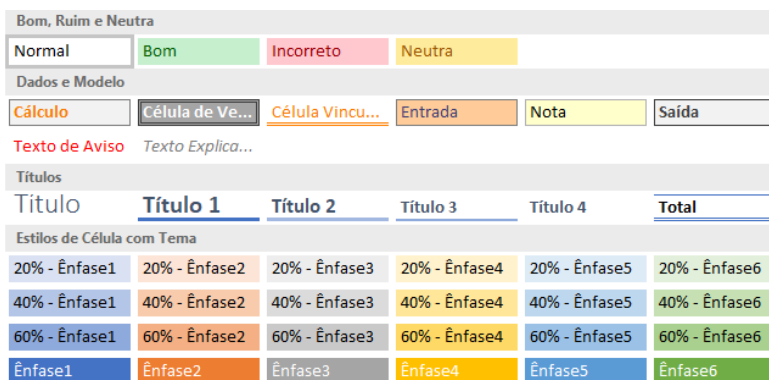 Bom, Ruim e Neutra
Normal Bom Incorreto Neutra
Dados e Modelo
Cálculo Célula de Ve... Célula Vincu... Entrada Nota Saída
Texto de Aviso Texto Explica...
Títulos
Título Título 1 Título 2 Título 3 Título 4 Total
Estilos de Célula com Tema
20% - Ênfase1 20% - Ênfase2 20% - Ênfase3 20% - Ênfase4 20% - Ênfase5 20% - Ênfase6
40% - Ênfase1 40% - Ênfase2 40% - Ênfase3 40% - Ênfase4 40% - Ênfase5 40% - Ênfase6
60% - Ênfase1 60% - Ênfase2 60% - Ênfase3 60% - Ênfase4 60% - Ênfase5 60% - Ênfase6
Ênfase1 Ênfase2 Ênfase3 Ênfase4 Ênfase5 Ênfase6